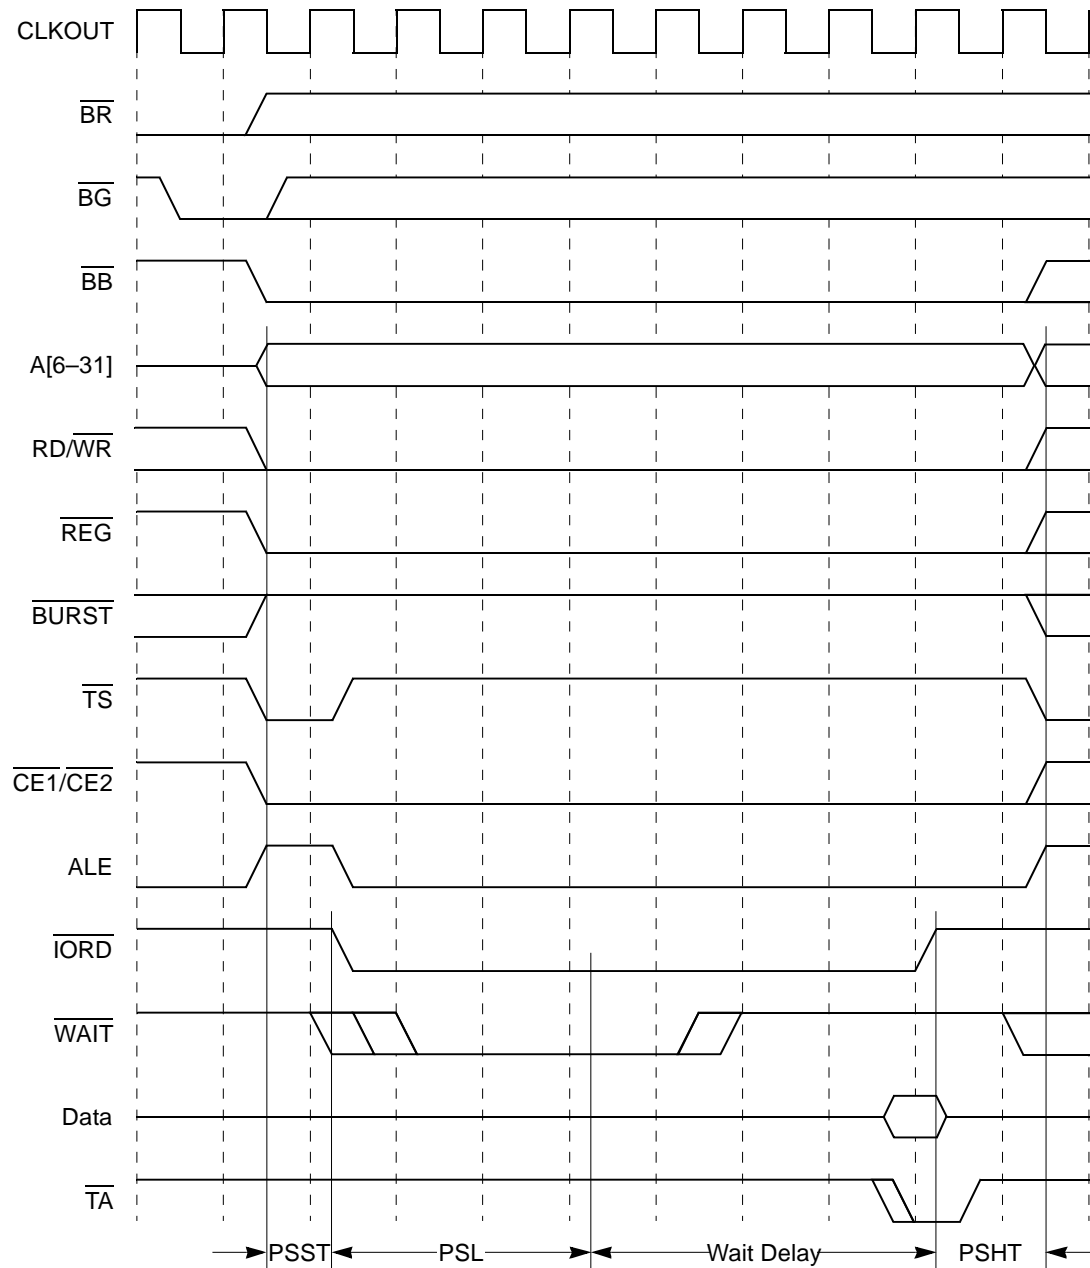 CLKOUT
BR
BG
BB
A[6–31]
RD/WR
REG
BURST
TS
CE1/CE2
ALE
IORD
WAIT
Data
TA
PSST PSL Wait Delay PSHT